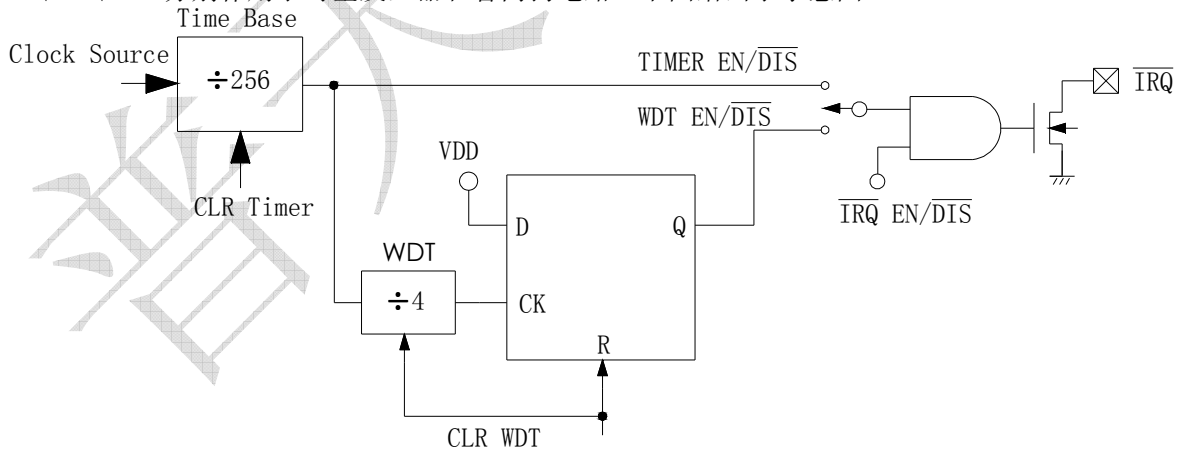 Time Base
Clock Source
÷256
TIMER EN/DIS
IRQ
WDT EN/DIS
VDD
CLR Timer
IRQ EN/DIS
D
Q
WDT
÷4
CK
R
CLR WDT